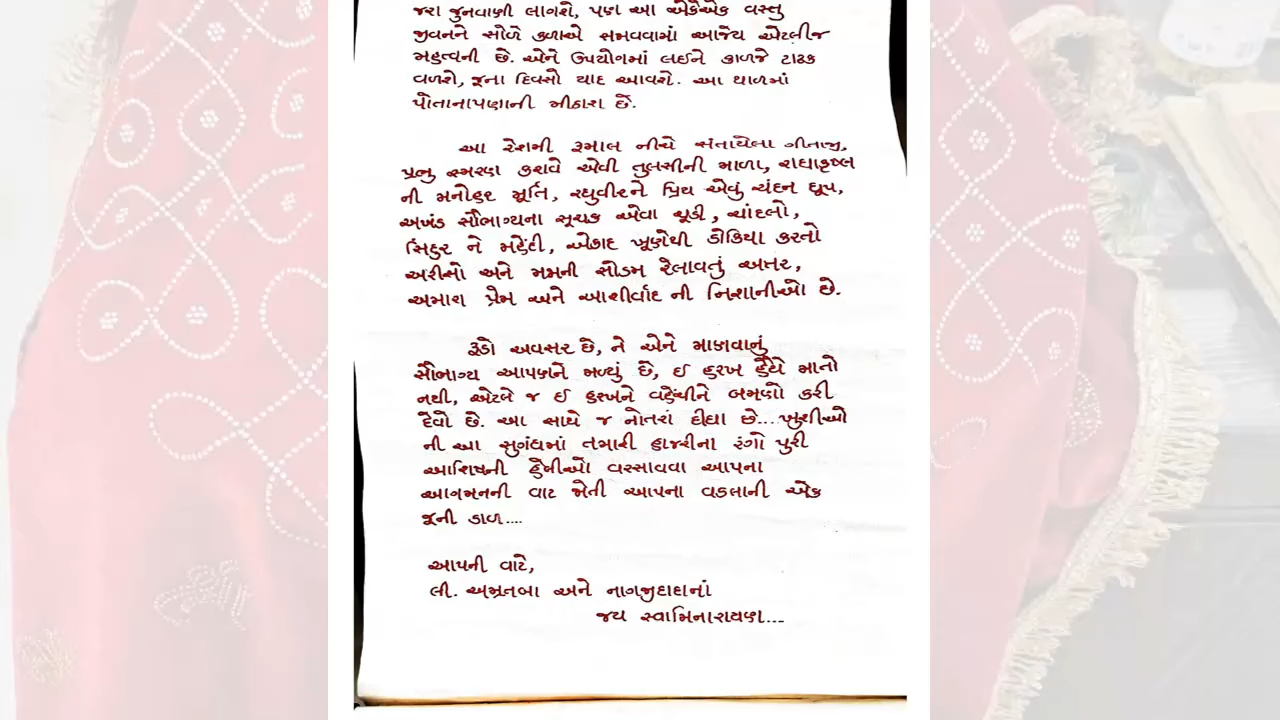 જરા જુનવાણી લાગશે, પણ આ એકેએક વસ્તુ
જીવનને સોળે કળાએ સમવવામાં આજેય એટલીજ
મહત્વની છે. એને ઉપયોગમાં લઈને કાળજે ટાઢક
વળશે, જૂના દિવસો યાદ આવશે. આ થાળમાં
પોતાનાપણાની મીઠાશ છે.
આ રેશમી રૂમાલ નીચે સંતાયેલા ગીતાજી,
પ્રભુ સ્મરણ કરાવે એવી તુલસીની માળા, રાધાકૃષ્ણ
ની મનોહર મૂર્તિ, રઘુવીરને પ્રિય એવું ચંદન ધૂપ,
અખંડ સૌભાગ્યના સૂચક એવા ચૂડી, ચાંદલો,
સિંદુર ને મહેંદી, એકાદ ખૂણેથી ડોકિયા કરતો
અરીસો અને મમની સોડમ રેલાવતું અત્તર,
અમારા પ્રેમ અને આશીર્વાદ ની નિશાનીઓ છે.
રૂડો અવસર છે, ને એને માણવાનું
સૌભાગ્ય આપણને મળ્યું છે, ઈ હરખ હૈયે માતો
નથી, એટલે જ ઈ હરખને વહેંચીને બમણો કરી
દેવો છે. આ સાથે જ નોતરાં દીધા છે... ખુશીઓ
ની આ સુગંધમાં તમારી હાજરીના રંગો પુરી
આશિષની હેલીઓ વરસાવવા આપના
આગમનની વાટ જોતી આપના વડલાની એક
જૂની ડાળ....
આપની વાટે,
લી. અમ્રતબા અને નાગજીદાદાનાં
જય સ્વામિનારાયણ...